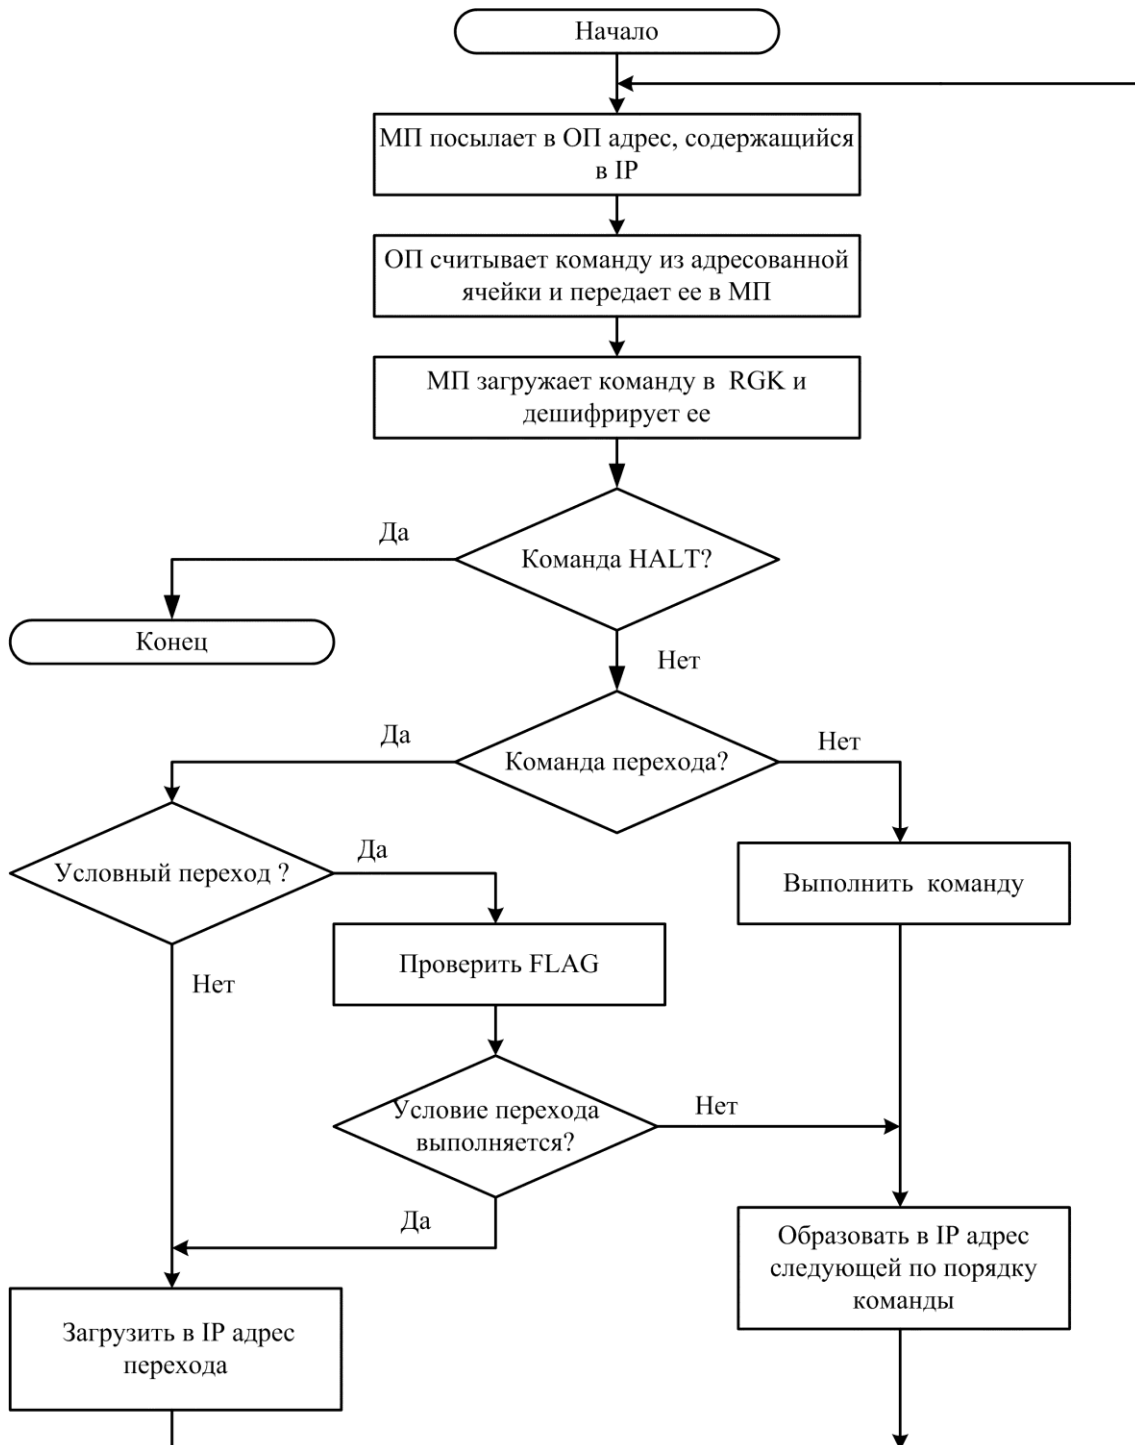 Начало
МП посылает в ОП адрес, содержащийся
в IP
ОП считывает команду из адресованной
ячейки и передает ее в МП
МП загружает команду в RGK и
дешифрирует ее
Да
Команда HALT?
Конец
Нет
Да
Команда перехода?
Нет
Условный переход ?
Да
Выполнить команду
Проверить FLAG
Нет
Условие перехода
выполняется?
Нет
Да
Образовать в IP адрес
следующей по порядку
команды
Загрузить в IP адрес
перехода